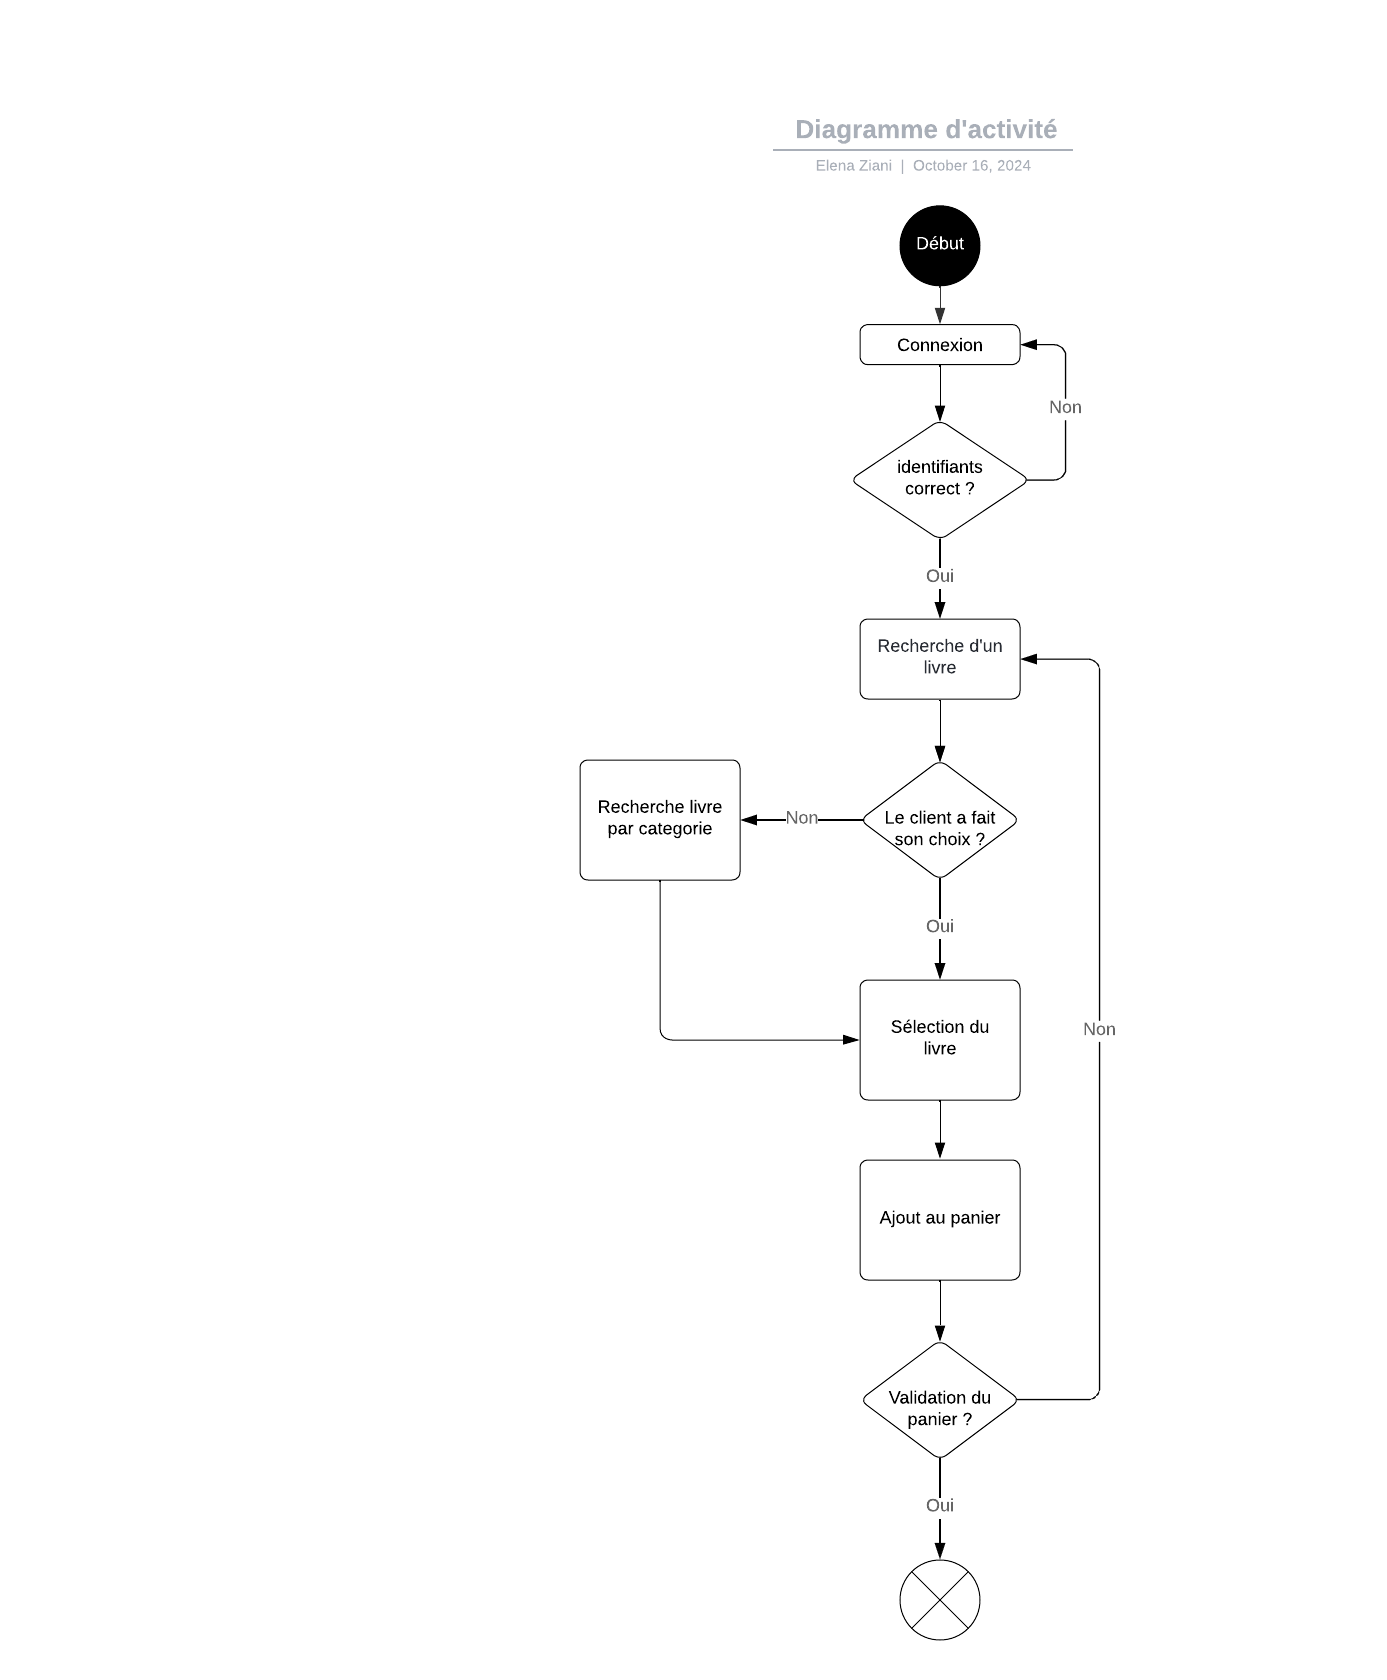 Diagramme d'activité
Elena Ziani | October 16, 2024
Début
Connexion
Non
identifiants
correct ?
Oui
Recherche d'un
livre
Recherche livre
par categorie
Non
Le client a fait
son choix ?
Oui
Sélection du
livre
Non
Ajout au panier
Validation du
panier ?
Oui